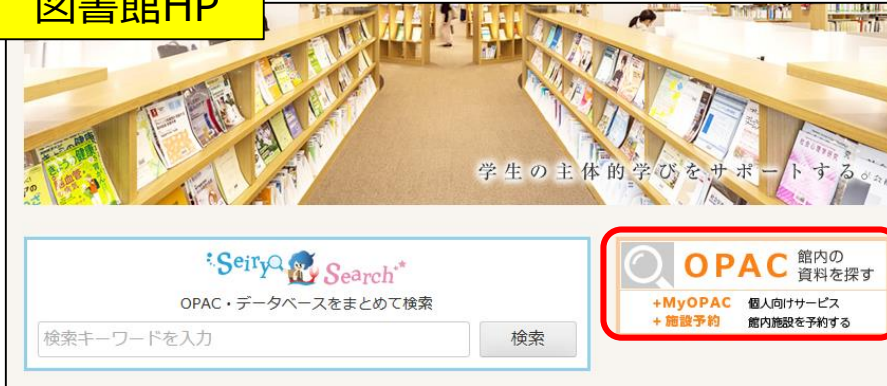 図書館HP
学生の主体的学びをサポートする
Seiryo Search
OPAC・データベースをまとめて検索
検索キーワードを入力
検索
OPAC 館内の
資料を探す
+MyOPAC 個人向けサービス
+施設予約 館内施設を予約する